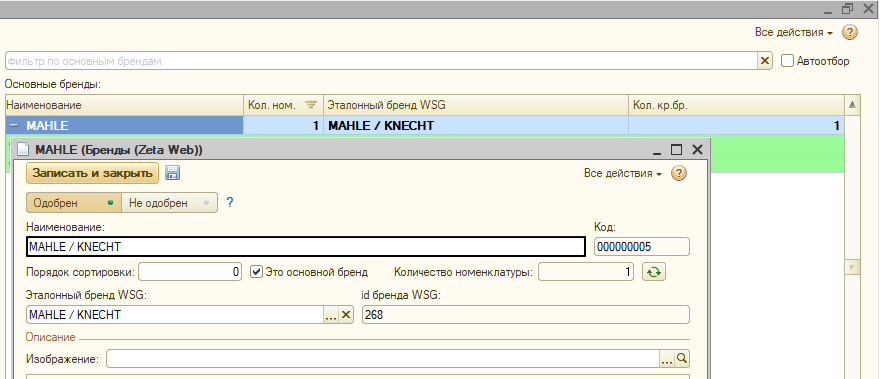 Все действия
?
фильтр по основным брендам
Автоотбор
Основные бренды:
Наименование Кол. ном. Эталонный бренд WSG Кол. кр.бр.
MAHLE 1 MAHLE / KNECHT 1
MAHLE (Бренды (Zeta Web))
Записать и закрыть Все действия ?
Одобрен Не одобрен ?
Наименование: Код:
MAHLE / KNECHT 000000005
Порядок сортировки: 0 Это основной бренд Количество номенклатуры: 1
Эталонный бренд WSG: id бренда WSG:
MAHLE / KNECHT ... 268
Описание
Изображение: ...